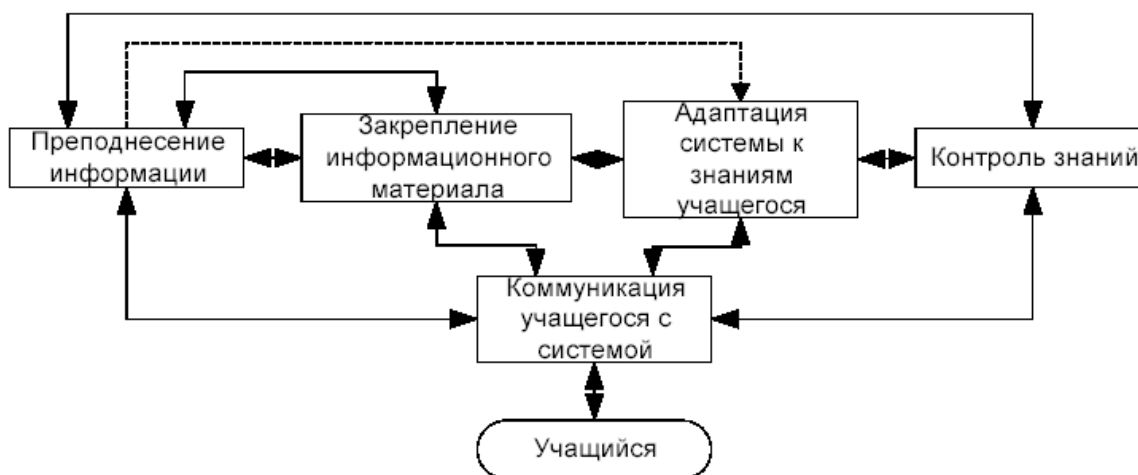 Преподнесение
информации
Закрепление
информационного
материала
Адаптация
системы к
знаниям
учащегося
Контроль знаний
Коммуникация
учащегося с
системой
Учащийся